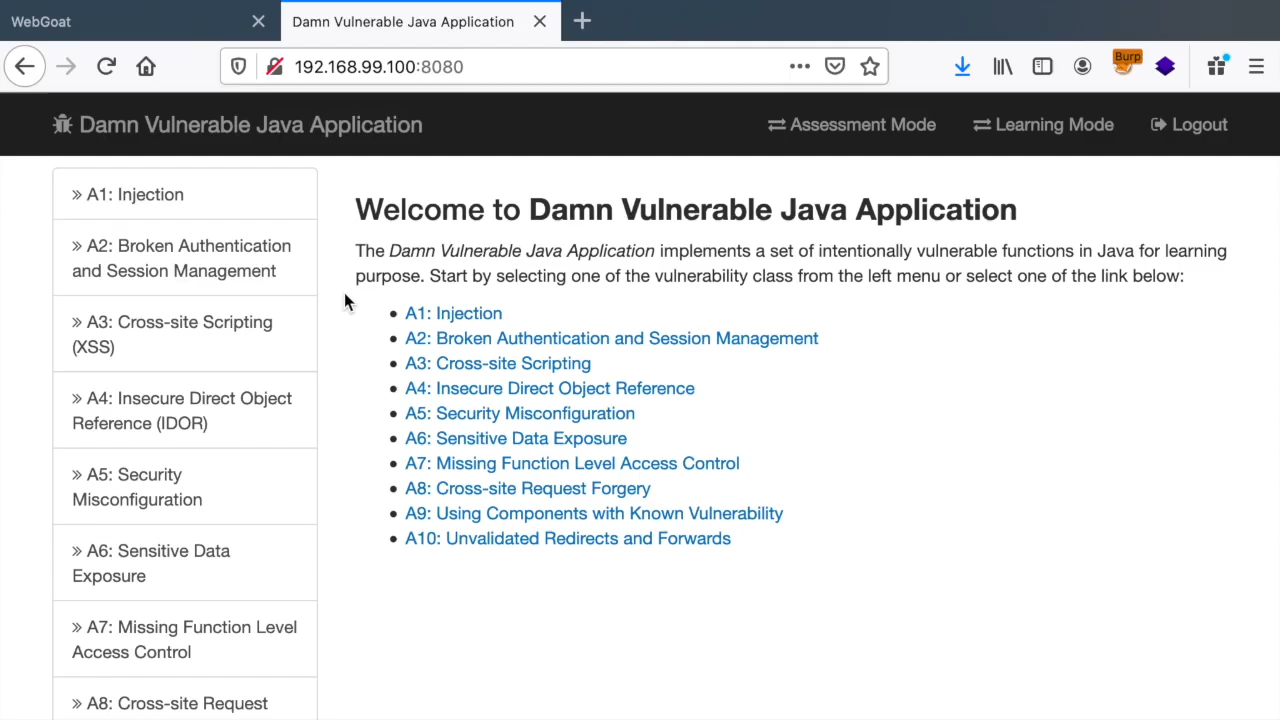 WebGoat
Damn Vulnerable Java Application
192.168.99.100:8080
Burp
Damn Vulnerable Java Application
Assessment Mode
Learning Mode
Logout
» A1: Injection
» A2: Broken Authentication
and Session Management
» A3: Cross-site Scripting
(XSS)
» A4: Insecure Direct Object
Reference (IDOR)
» A5: Security
Misconfiguration
» A6: Sensitive Data
Exposure
» A7: Missing Function Level
Access Control
» A8: Cross-site Request
Welcome to Damn Vulnerable Java Application
The Damn Vulnerable Java Application implements a set of intentionally vulnerable functions in Java for learning
purpose. Start by selecting one of the vulnerability class from the left menu or select one of the link below:
• A1: Injection
• A2: Broken Authentication and Session Management
• A3: Cross-site Scripting
• A4: Insecure Direct Object Reference
• A5: Security Misconfiguration
• A6: Sensitive Data Exposure
• A7: Missing Function Level Access Control
• A8: Cross-site Request Forgery
• A9: Using Components with Known Vulnerability
• A10: Unvalidated Redirects and Forwards